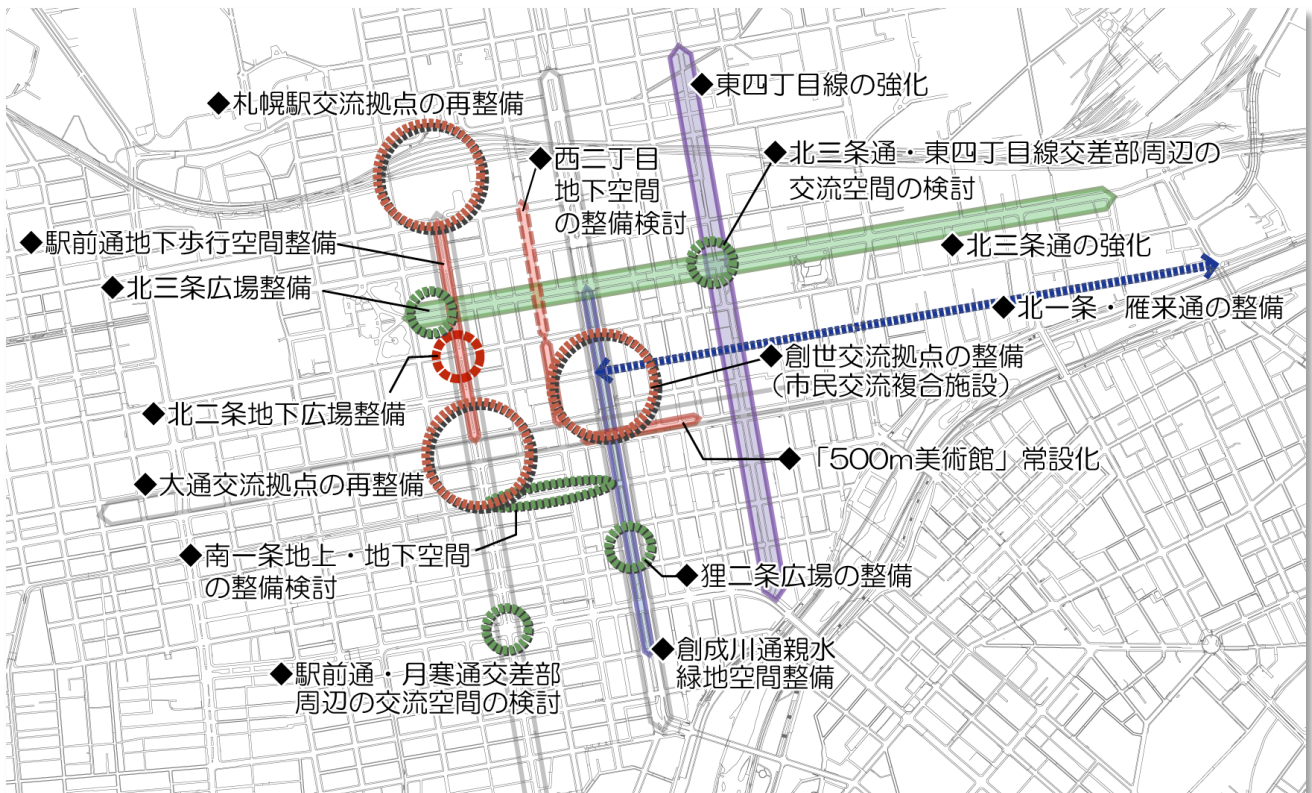 ◆東四丁目線の強化
◆札幌駅交流拠点の再整備
◆西二丁目
地下空間
の整備検討
◆北三条通・東四丁目線交差部周辺の
交流空間の検討
◆駅前通地下歩行空間整備
◆北三条通の強化
◆北三条広場整備
◆北一条・雁来通の整備
◆創世交流拠点の整備
（市民交流複合施設）
◆北二条地下広場整備
◆「500m美術館」常設化
◆大通交流拠点の再整備
◆南一条地上・地下空間
の整備検討
◆狸二条広場の整備
◆創成川通親水
緑地空間整備
◆駅前通・月寒通交差部
周辺の交流空間の検討